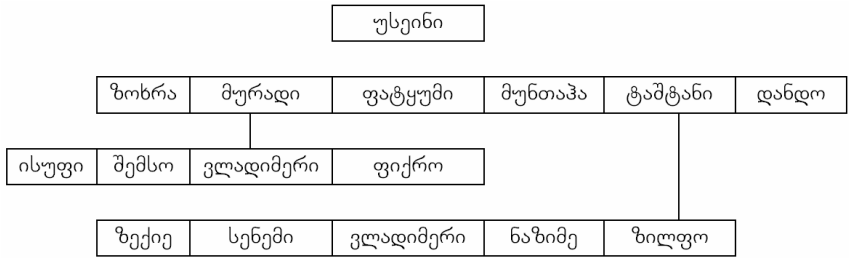 უსეინი
ზოხრა მურადი ფატყუმი მუნთაჰა ტაშტანი დანდო
ისუფი შემსო ვლადიმერი ფიქრო
ზექიე სენემი ვლადიმერი ნაზიმე ზილფო